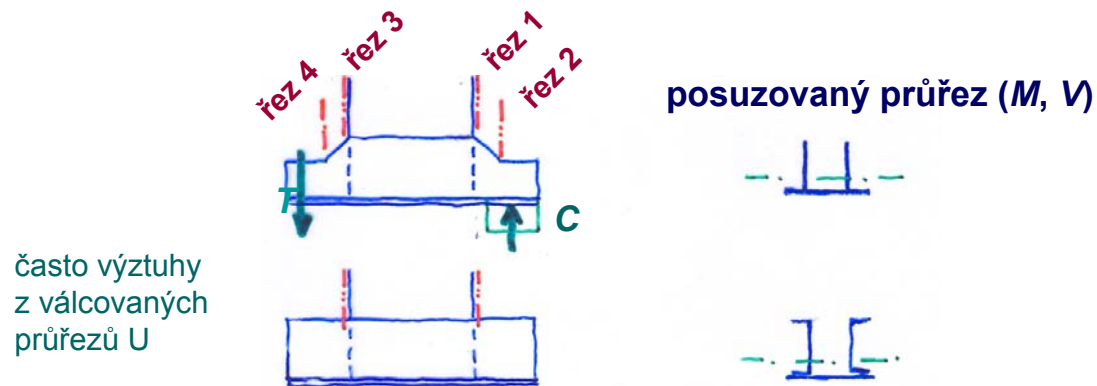 řez 4
řez 3
řez 1
řez 2
posuzovaný průřez (M, V)
T
C
často výztuhy
z válcovaných
průřezů U